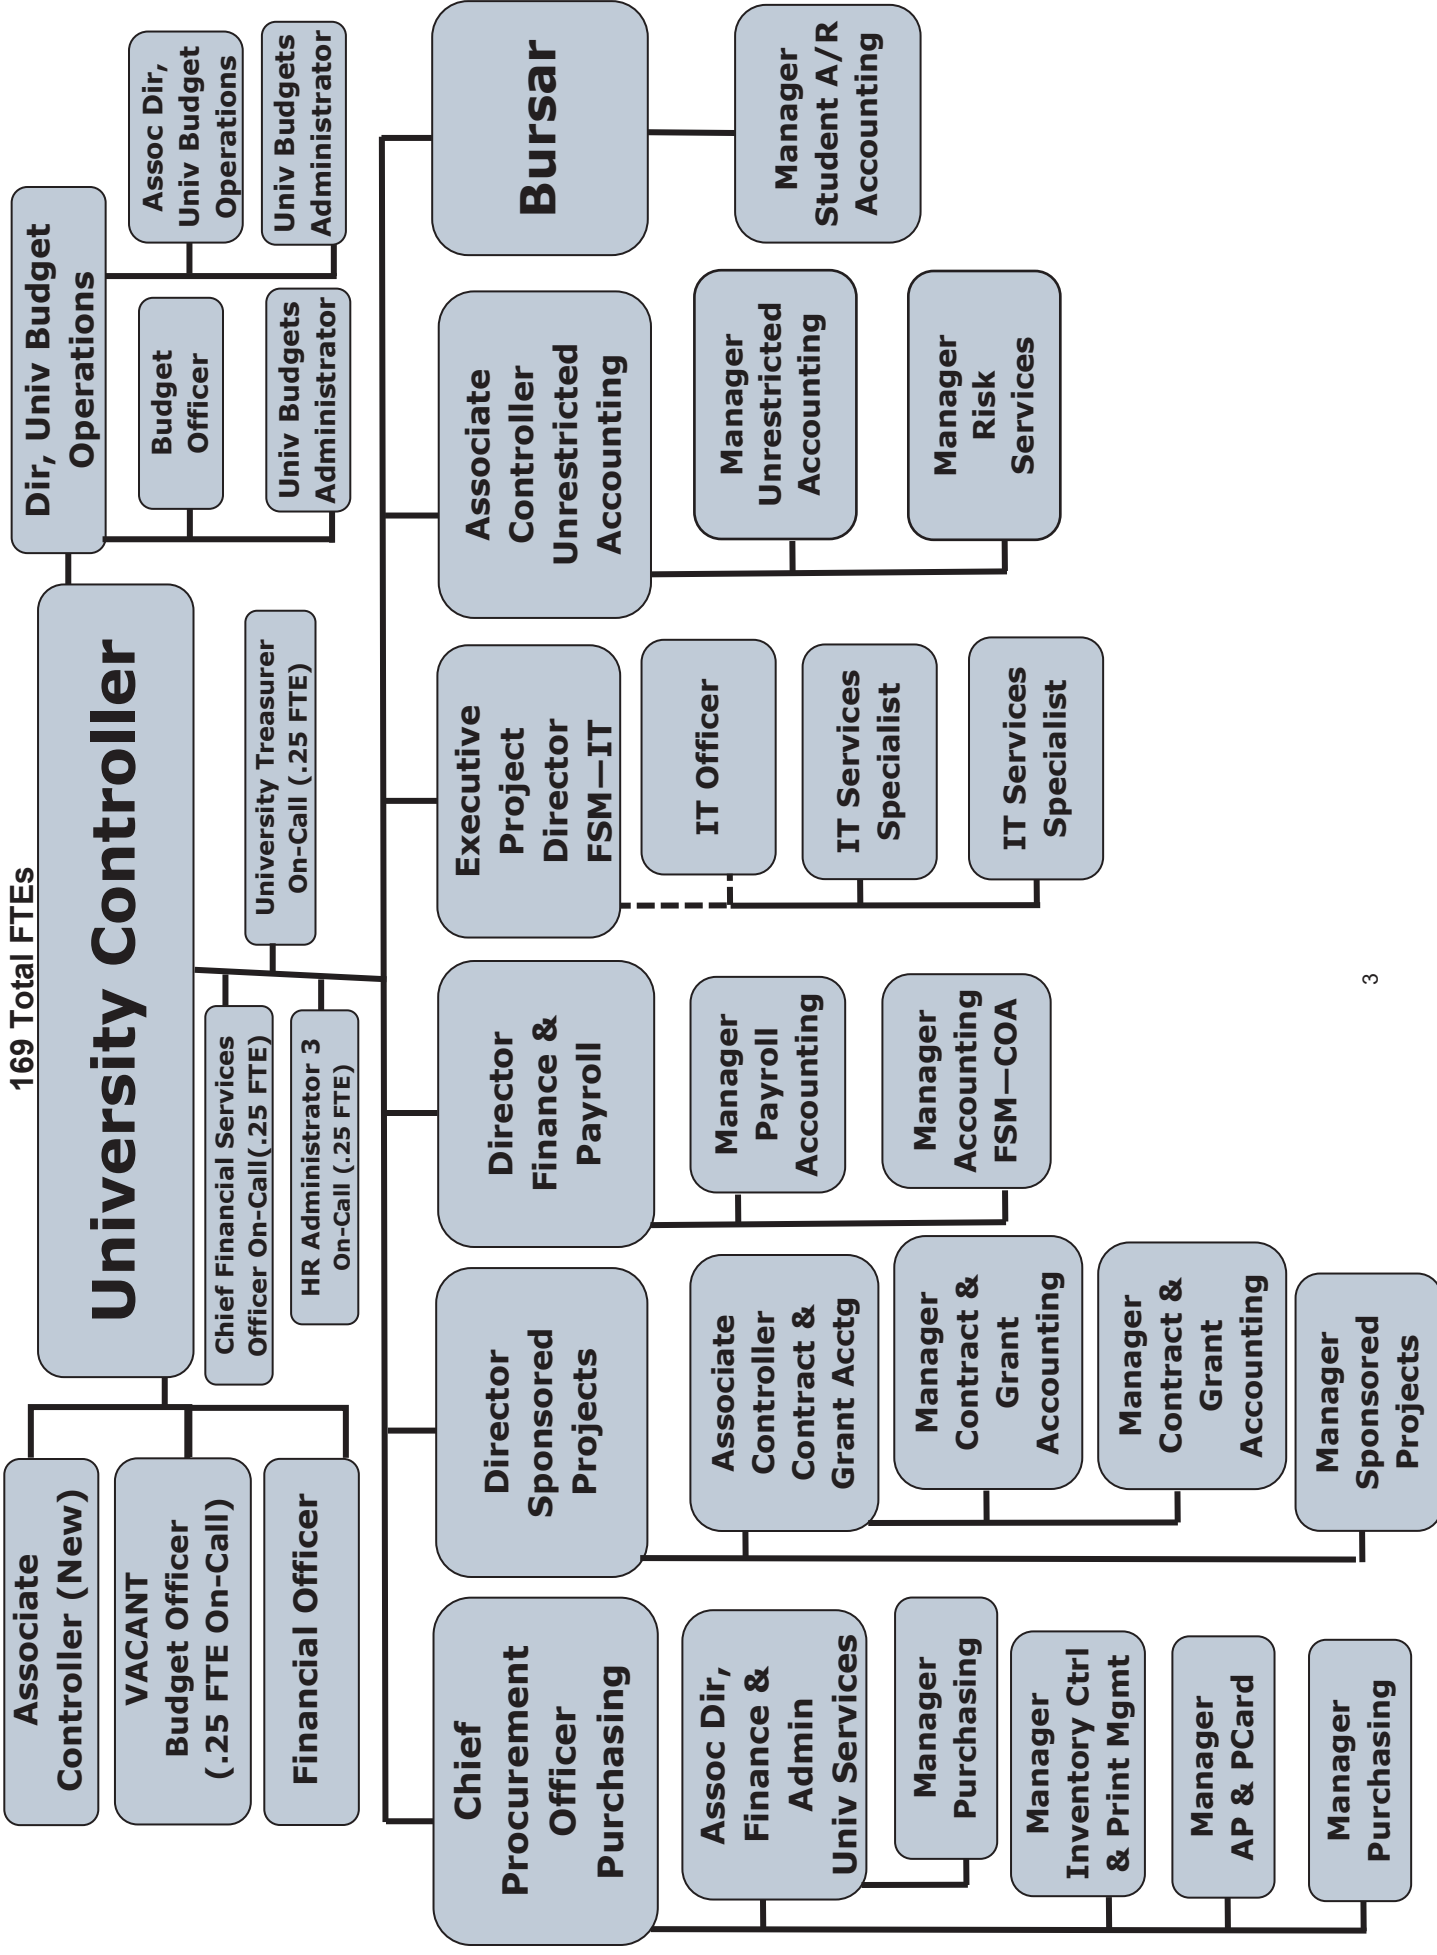 169 Total FTEs
University Controller
Associate
Controller (New)
VACANT
Budget Officer
(.25 FTE On-Call)
Financial Officer
Dir, Univ Budget
Operations
Budget
Officer
Univ Budgets
Administrator
Assoc Dir,
Univ Budget
Operations
Univ Budgets
Administrator
Chief Financial Services
Officer On-Call(.25 FTE)
HR Administrator 3
On-Call (.25 FTE)
University Treasurer
On-Call (.25 FTE)
Chief
Procurement
Officer
Purchasing
Assoc Dir,
Finance &
Admin
Univ Services
Manager
Purchasing
Manager
Inventory Ctrl
& Print Mgmt
Manager
AP & PCard
Manager
Purchasing
Director
Sponsored
Projects
Associate
Controller
Contract &
Grant Acctg
Manager
Contract &
Grant
Accounting
Manager
Contract &
Grant
Accounting
Manager
Sponsored
Projects
Director
Finance &
Payroll
Manager
Payroll
Accounting
Manager
Accounting
FSM—COA
Executive
Project
Director
FSM—IT
IT Officer
IT Services
Specialist
IT Services
Specialist
Associate
Controller
Unrestricted
Accounting
Manager
Unrestricted
Accounting
Manager
Risk
Services
Bursar
Manager
Student A/R
Accounting
3